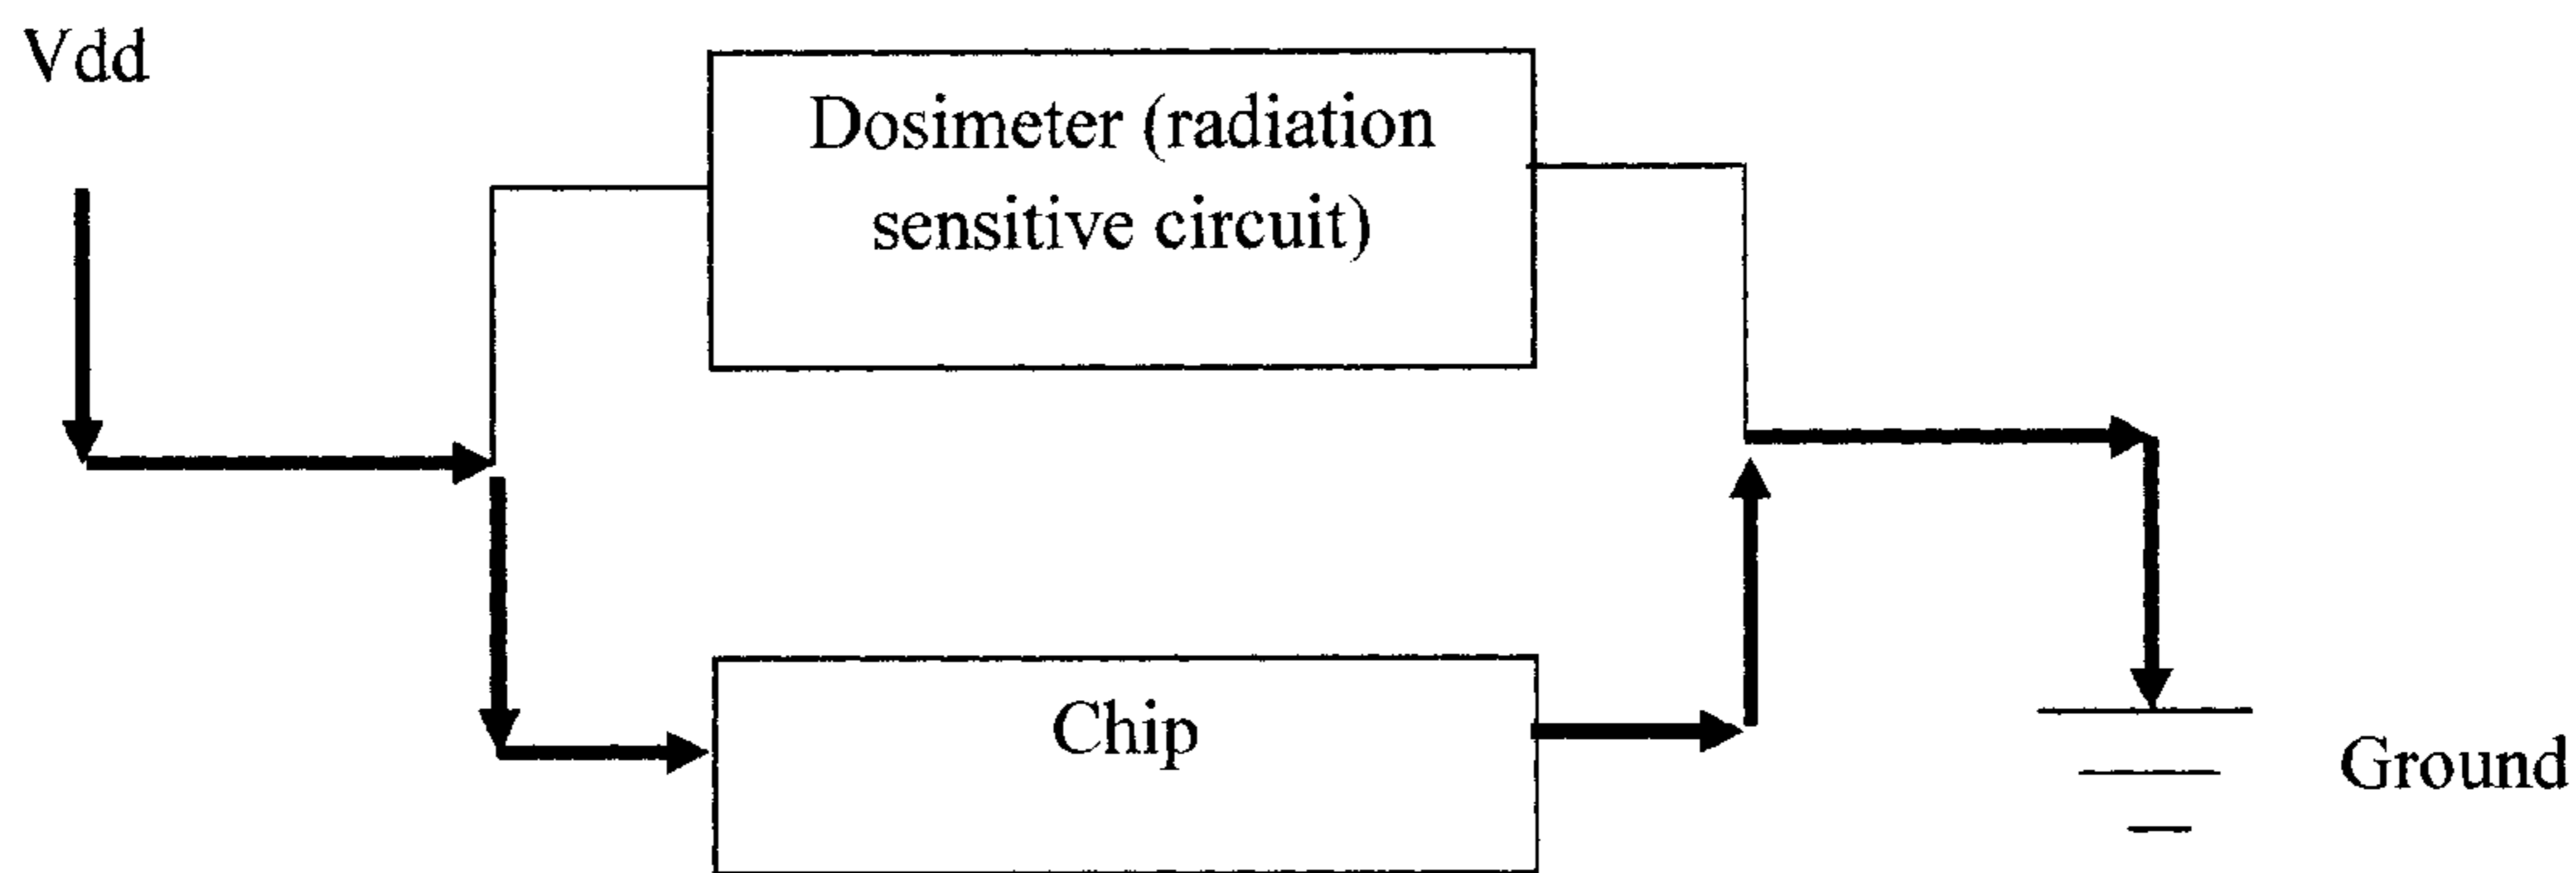 Vdd
Dosimeter (radiation
sensitive circuit)
Chip
Ground